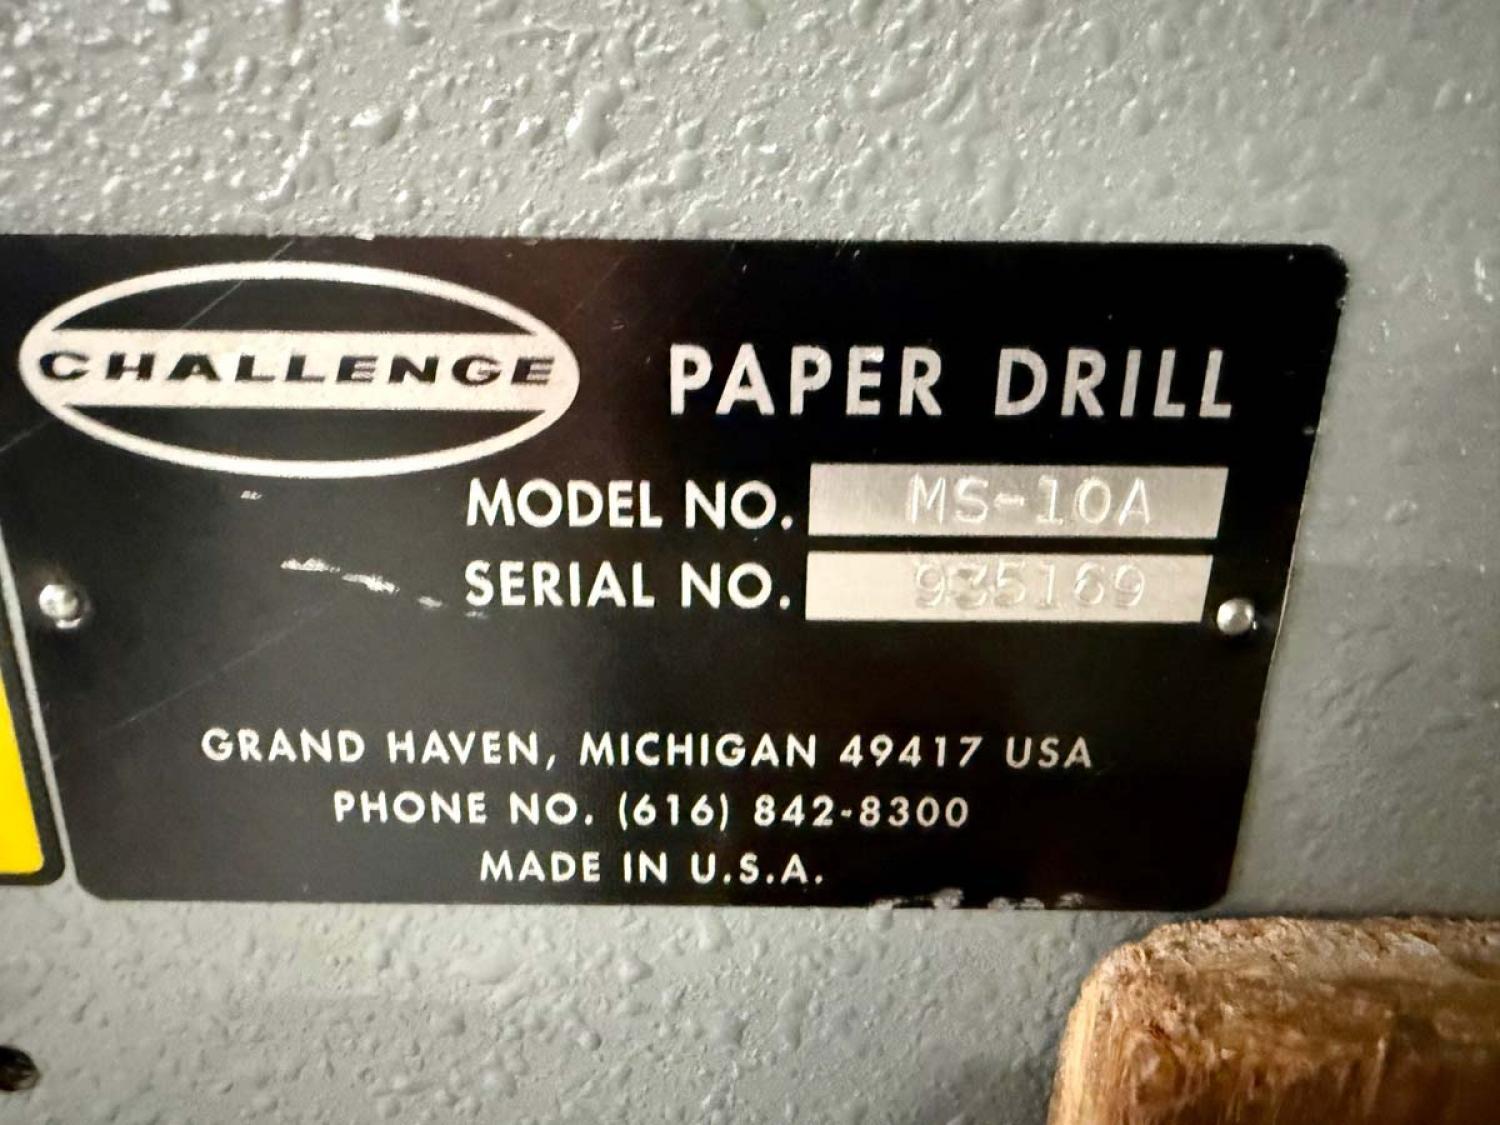 CHALLENGE PAPER DRILL
MODEL NO. MS-10A
SERIAL NO. 935169
GRAND HAVEN, MICHIGAN 49417 USA
PHONE NO. (616) 842-8300
MADE IN U.S.A.